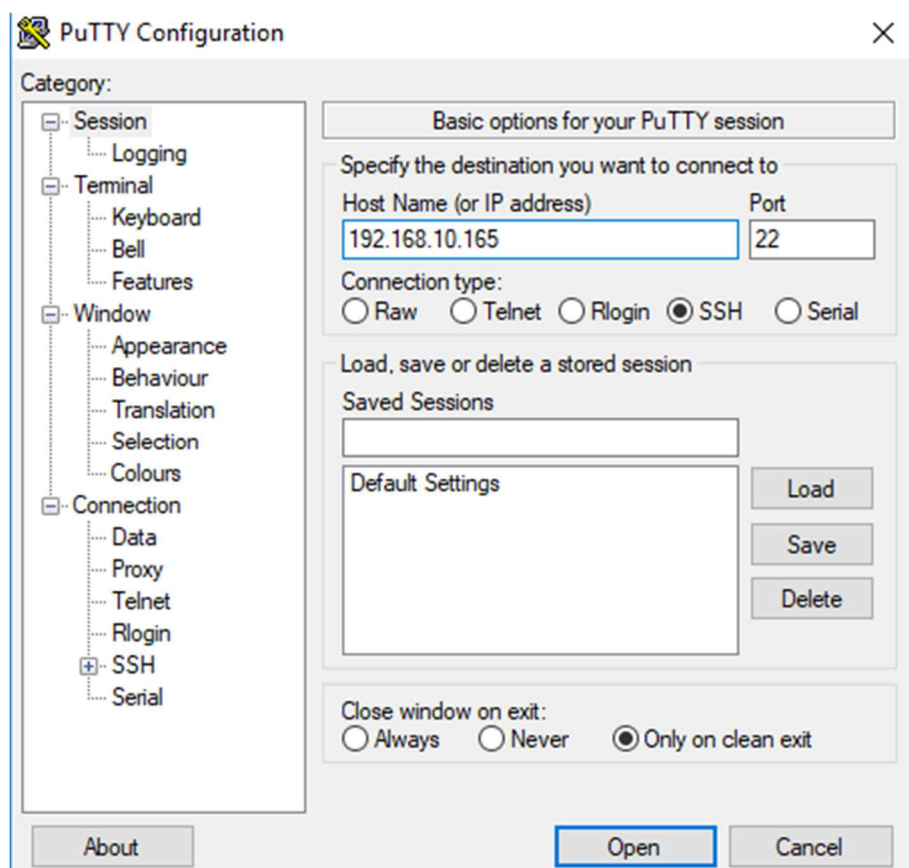 PuTTY Configuration
Category:
Session
Logging
Terminal
Keyboard
Bell
Features
Window
Appearance
Behaviour
Translation
Selection
Colours
Connection
Data
Proxy
Telnet
Rlogin
SSH
Serial
Basic options for your PuTTY session
Specify the destination you want to connect to
Host Name (or IP address) Port
192.168.10.165 22
Connection type:
Raw Telnet Rlogin SSH Serial
Load, save or delete a stored session
Saved Sessions
Default Settings
Load
Save
Delete
Close window on exit:
Always Never Only on clean exit
About Open Cancel